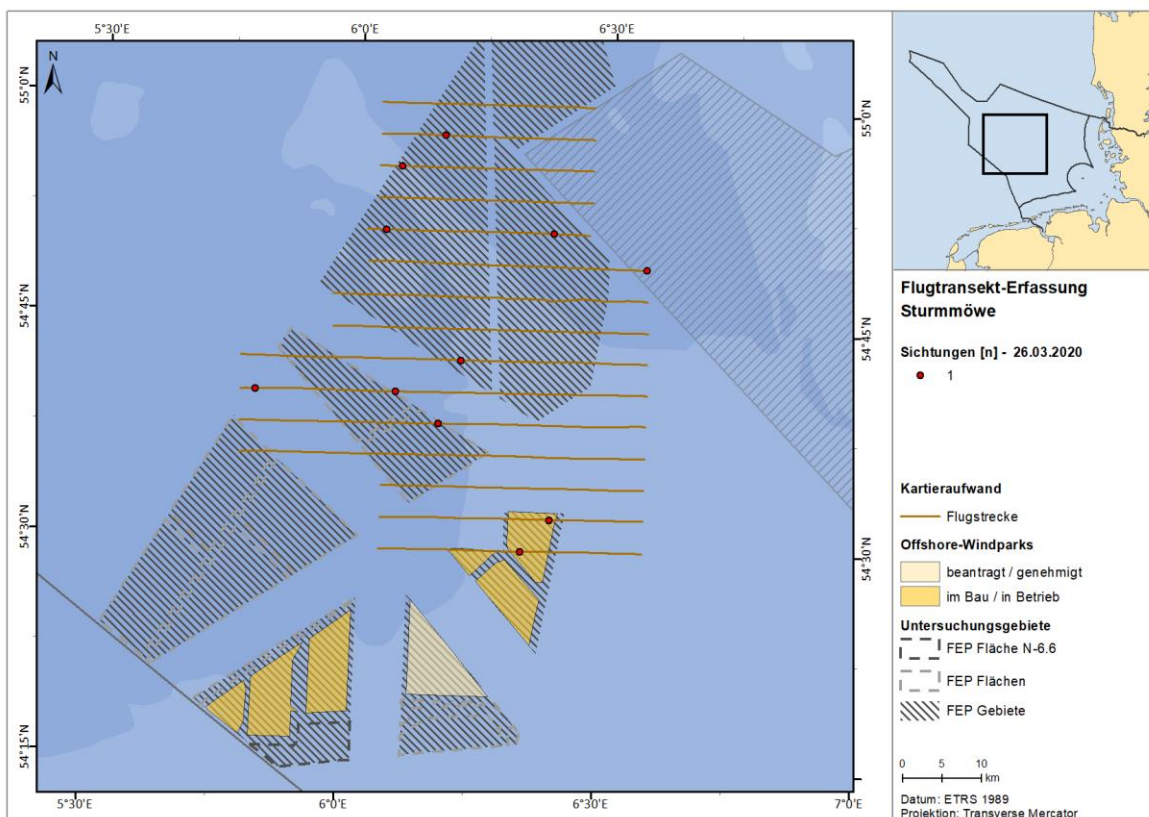 5°30'E 6°0'E 6°30'E
N
55°0'N
55°0'N
54°45'N
54°45'N
54°30'N
54°30'N
54°15'N
5°30'E 6°0'E 6°30'E 7°0'E
Flugtransekt-Erfassung
Sturmmöwe
Sichtungen [n] - 26.03.2020
1
Kartieraufwand
Flugstrecke
Offshore-Windparks
beantragt / genehmigt
im Bau / in Betrieb
Untersuchungsgebiete
FEP Fläche N-6.6
FEP Flächen
FEP Gebiete
0 5 10
km
Datum: ETRS 1989
Projektion: Transverse Mercator